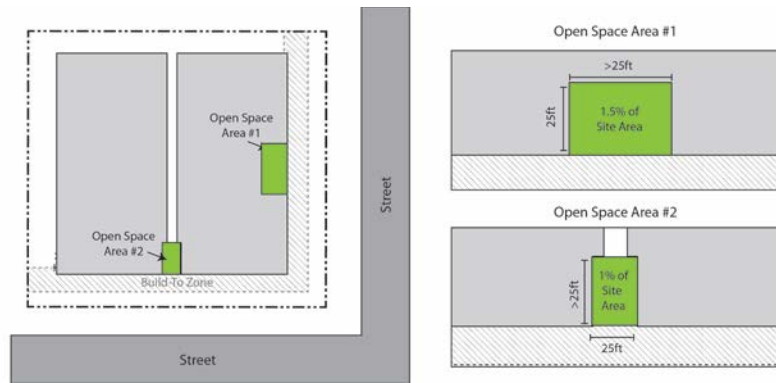 Open Space
Area #1
Open Space
Area #2
Build-To Zone
Street
Street
Open Space Area #1
>25ft
25ft
1.5% of
Site Area
Open Space Area #2
>25ft
1% of
Site
Area
25ft